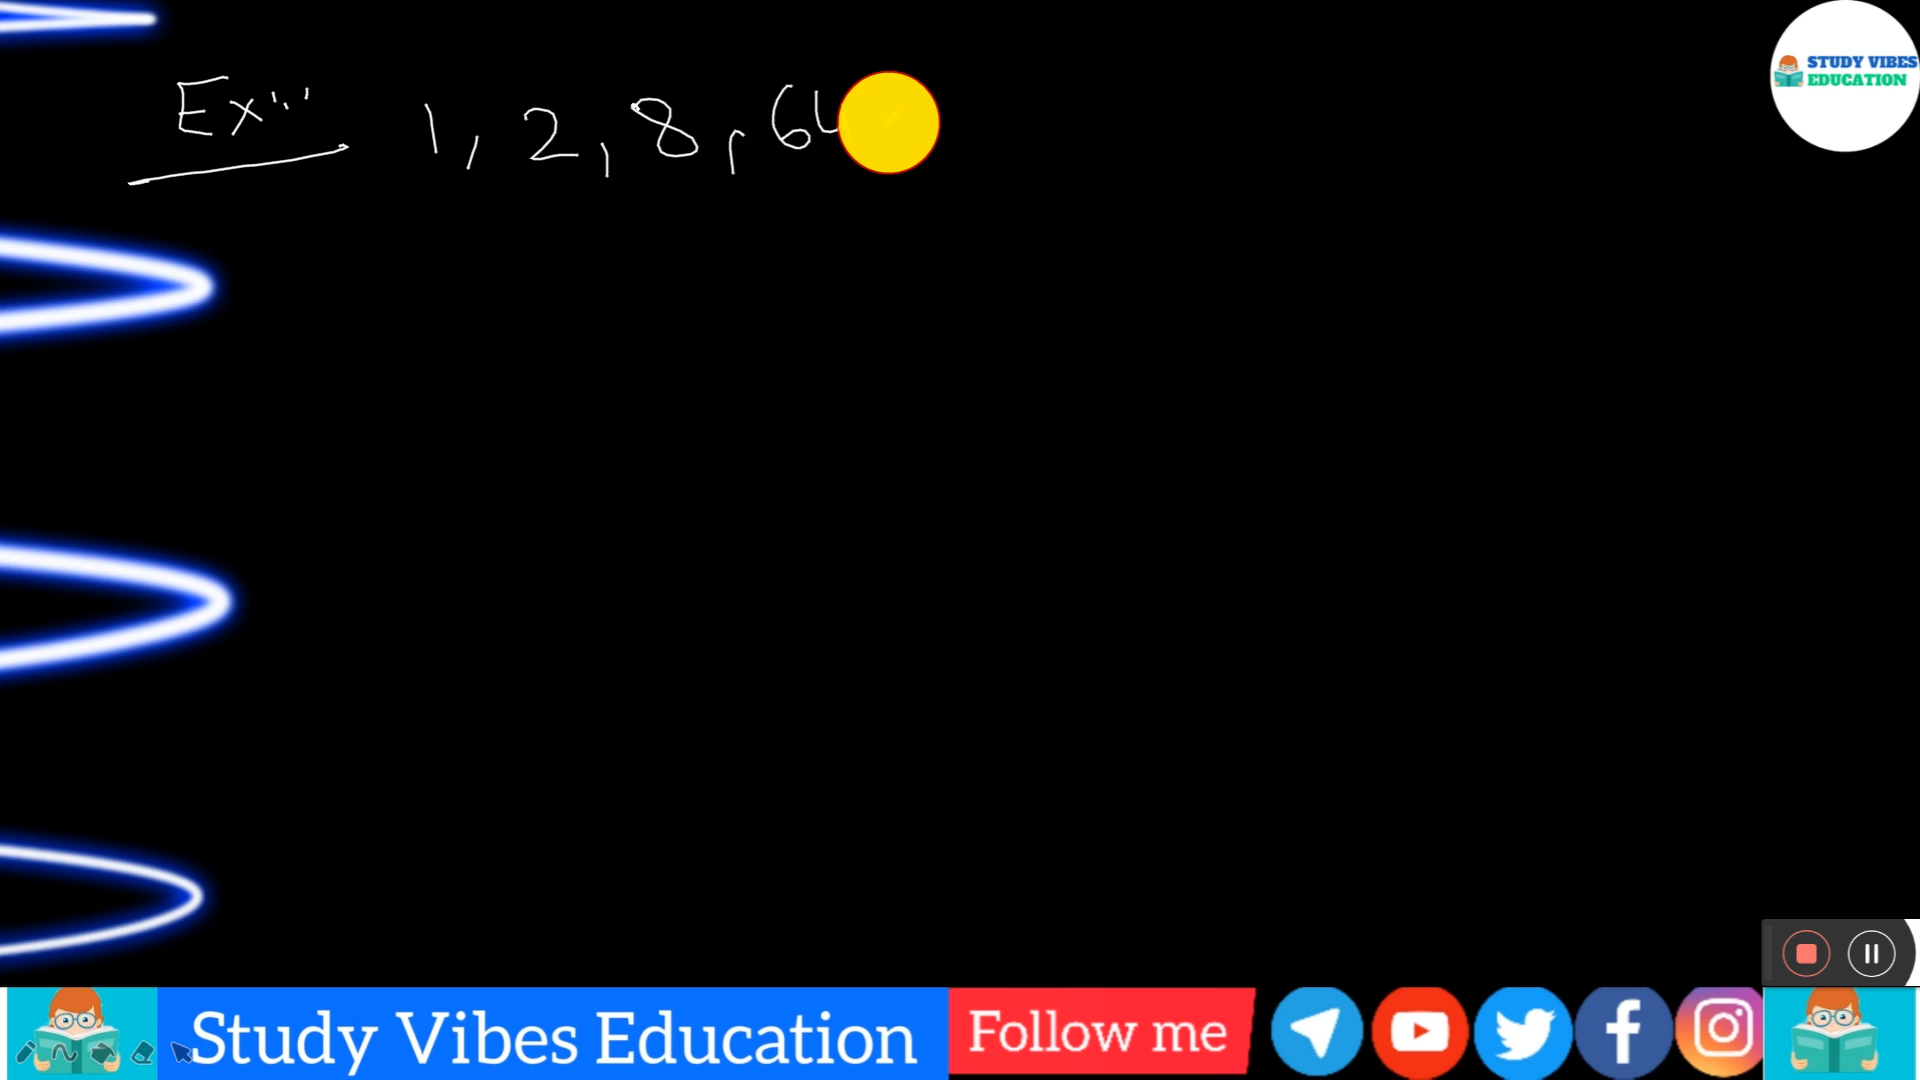 Ex:-
1, 2, 8, 64
STUDY VIBES
EDUCATION
Study Vibes Education
Follow me